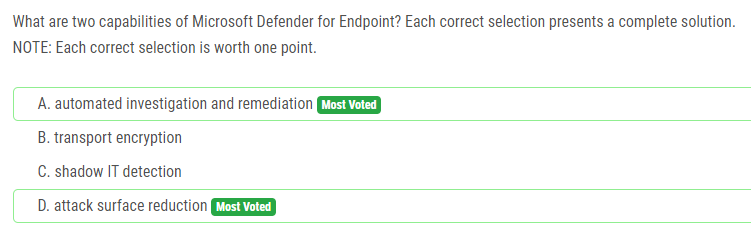 What are two capabilities of Microsoft Defender for Endpoint? Each correct selection presents a complete solution.
NOTE: Each correct selection is worth one point.
A. automated investigation and remediation Most Voted
B. transport encryption
C. shadow IT detection
D. attack surface reduction Most Voted